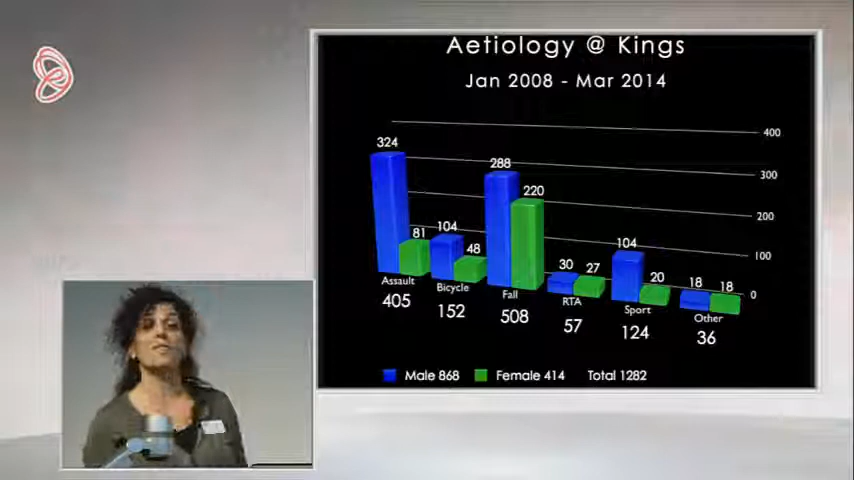 Aetiology @ Kings
Jan 2008 - Mar 2014
400
324
288
300
220
200
104
81
48
104
100
30
27
20
18
18
0
Assault
Bicycle
Fall
RTA
Sport
Other
405
152
508
57
124
36
Male 868 Female 414 Total 1282